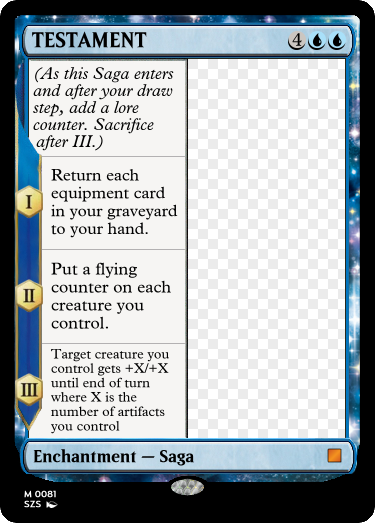 TESTAMENT 4
(As this Saga enters
and after your draw
step, add a lore
counter. Sacrifice
after III.)
I
Return each
equipment card
in your graveyard
to your hand.
II
Put a flying
counter on each
creature you
control.
III
Target creature you
control gets +X/+X
until end of turn
where X is the
number of artifacts
you control
Enchantment — Saga
M 0081
SZS